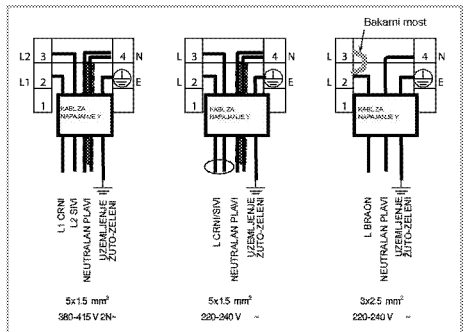 Bakarni most
L2 3 4 N
L1 2 E
1
KABL ZA
NAPAJANJE Y
L1 CRNI
L2 SIVI
NEUTRALAN PLAVI
UZEMLJENJE
ŽUTO-ZELENI
5x1.5 mm²
380-415 V 2N~
L 3 4 N
L 2 E
1
KABL ZA
NAPAJANJE Y
L CRNI/SIVI
NEUTRALAN PLAVI
UZEMLJENJE
ŽUTO-ZELENI
5x1.5 mm²
220-240 V ~
L 3 4 N
L 2 E
1
KABL ZA
NAPAJANJE Y
L BRAON
NEUTRALAN PLAVI
UZEMLJENJE
ŽUTO-ZELENI
3x2.5 mm²
220-240 V ~